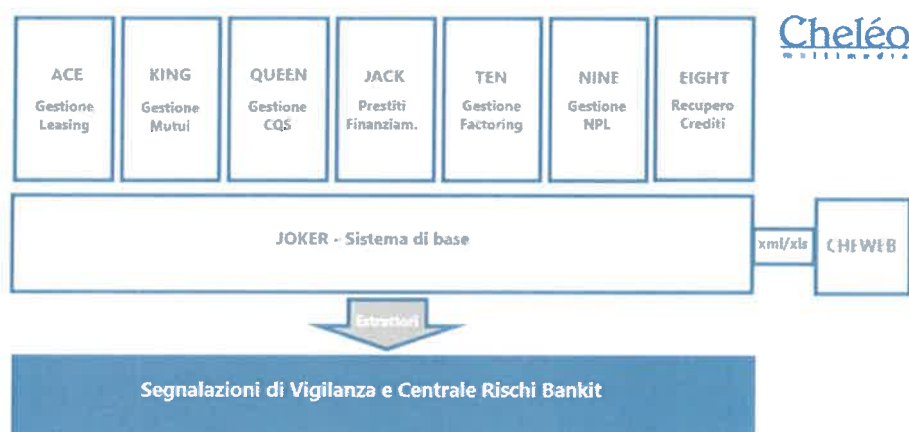 Cheléo
multimedia
ACE
Gestione
Leasing
KING
Gestione
Mutui
QUEEN
Gestione
CQS
JACK
Prestiti
Finanziam.
TEN
Gestione
Factoring
NINE
Gestione
NPL
EIGHT
Recupero
Crediti
JOKER - Sistema di base
xml/xls
CHEWEB
Estrattori
Segnalazioni di Vigilanza e Centrale Rischi Bankit